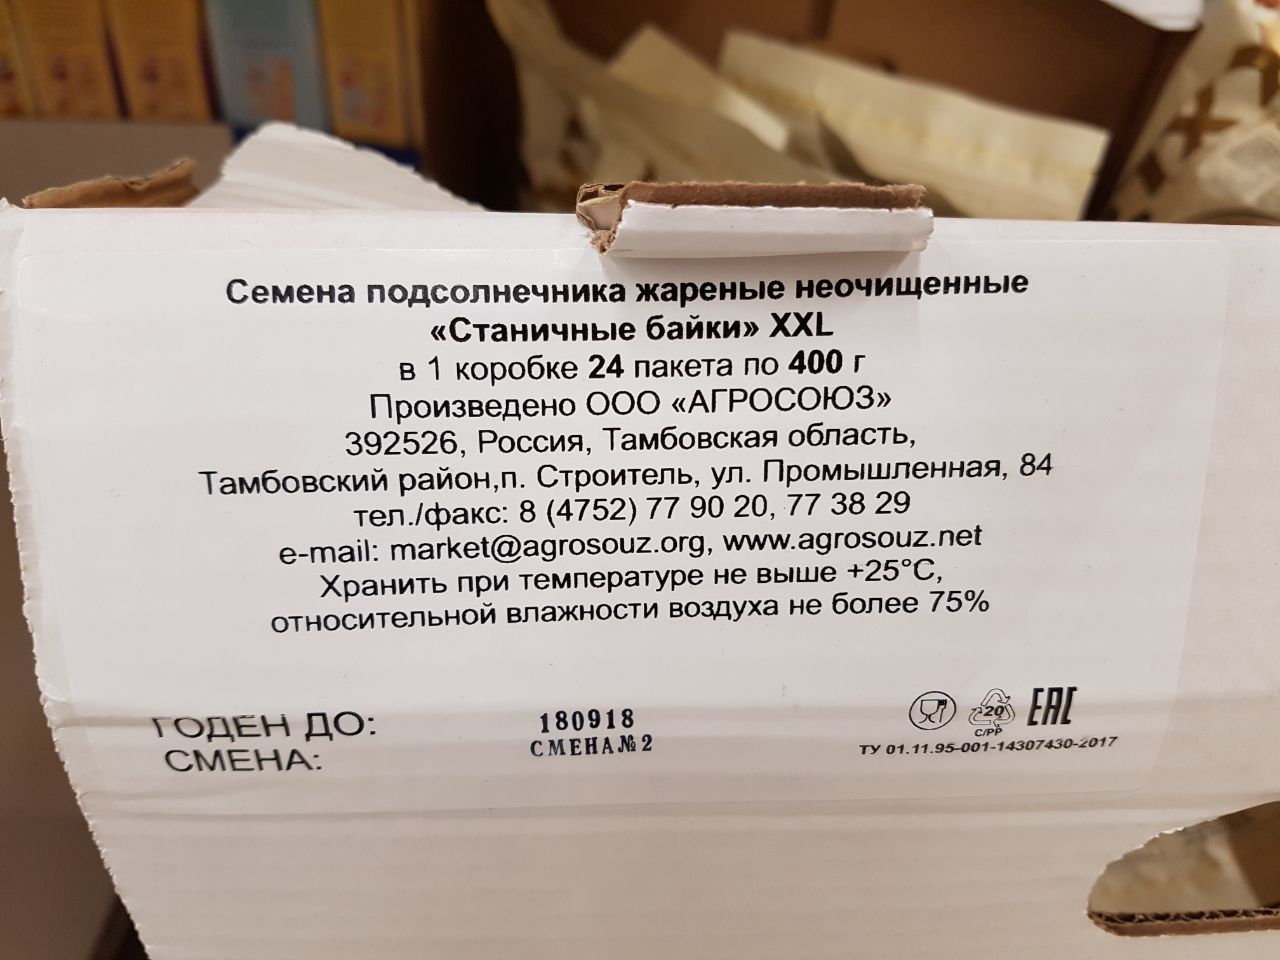 Семена подсолнечника жареные неочищенные
«Станичные байки» XXL
в 1 коробке 24 пакета по 400 г
Произведено ООО «АГРОСОЮЗ»
392526, Россия, Тамбовская область,
Тамбовский район,п. Строитель, ул. Промышленная, 84
тел./факс: 8 (4752) 77 90 20, 77 38 29
e-mail: market@agrosouz.org, www.agrosouz.net
Хранить при температуре не выше +25°C,
относительной влажности воздуха не более 75%
ГОДЕН ДО: 180918
СМЕНА: СМЕНА№2
20 EAC
C/PP
ТУ 01.11.95-001-14307430-2017